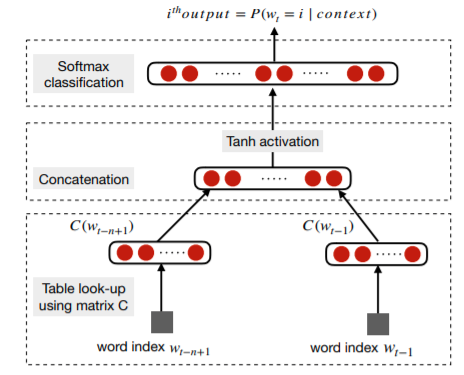 i^{th} output = P(w_t = i | context)
Softmax
classification
Tanh activation
Concatenation
C(w_{t-n+1})
C(w_{t-1})
Table look-up
using matrix C
word index w_{t-n+1}
word index w_{t-1}